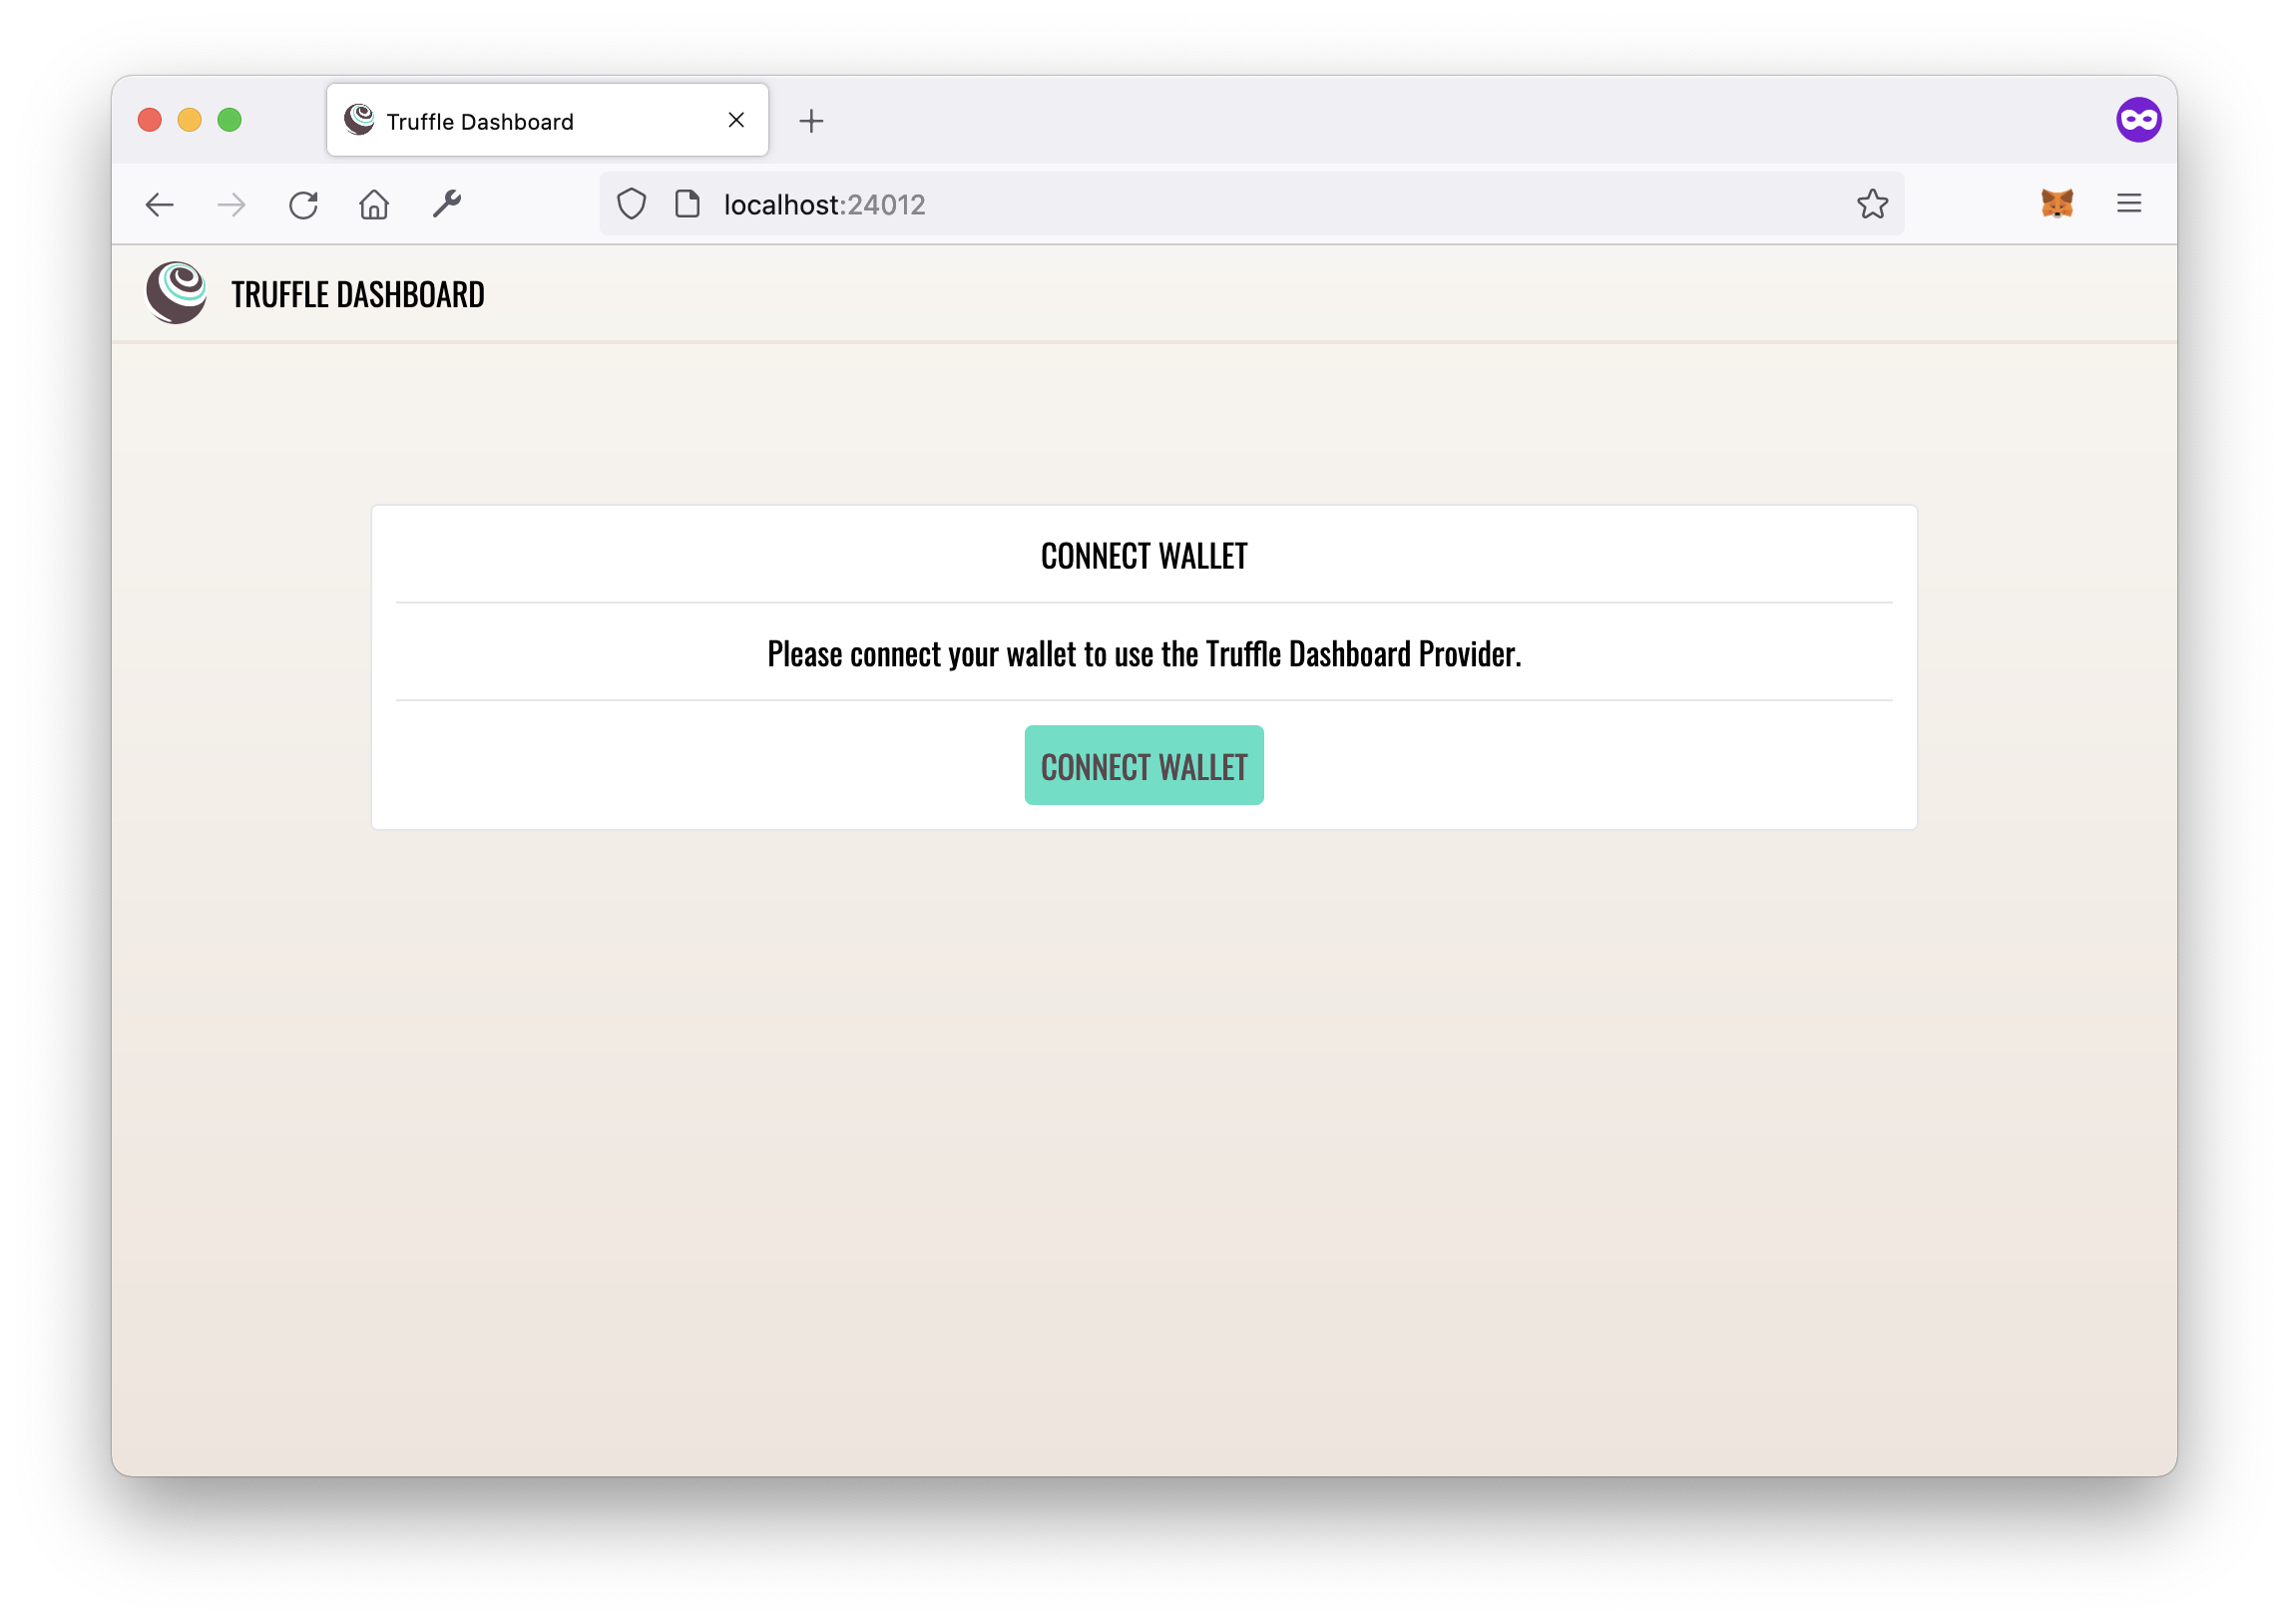 Truffle Dashboard
localhost:24012
TRUFFLE DASHBOARD
CONNECT WALLET
Please connect your wallet to use the Truffle Dashboard Provider.
CONNECT WALLET